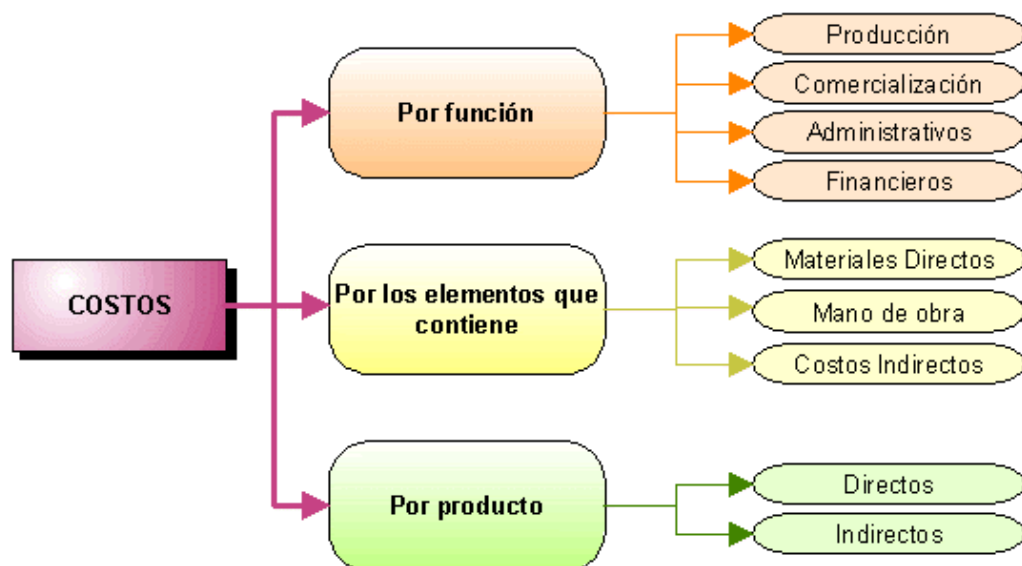 COSTOS
Por función
Producción
Comercialización
Administrativos
Financieros
Por los elementos que
contiene
Materiales Directos
Mano de obra
Costos Indirectos
Por producto
Directos
Indirectos